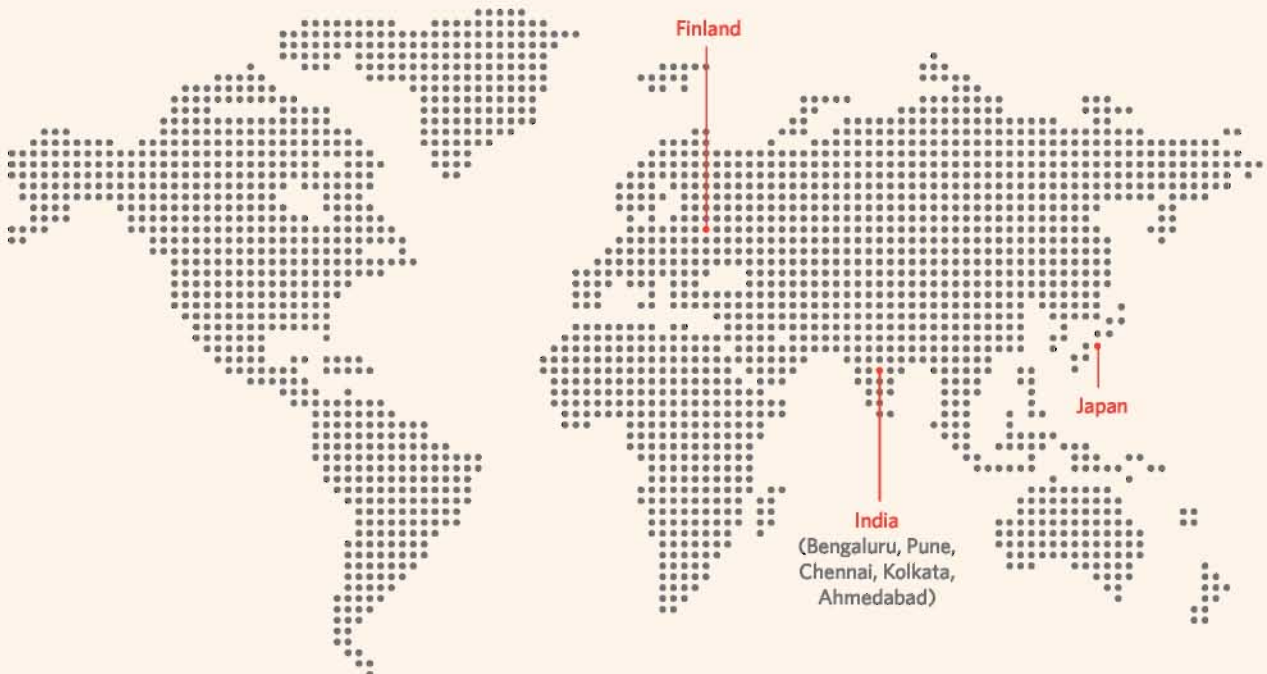 Finland
Japan
India
(Bengaluru, Pune,
Chennai, Kolkata,
Ahmedabad)